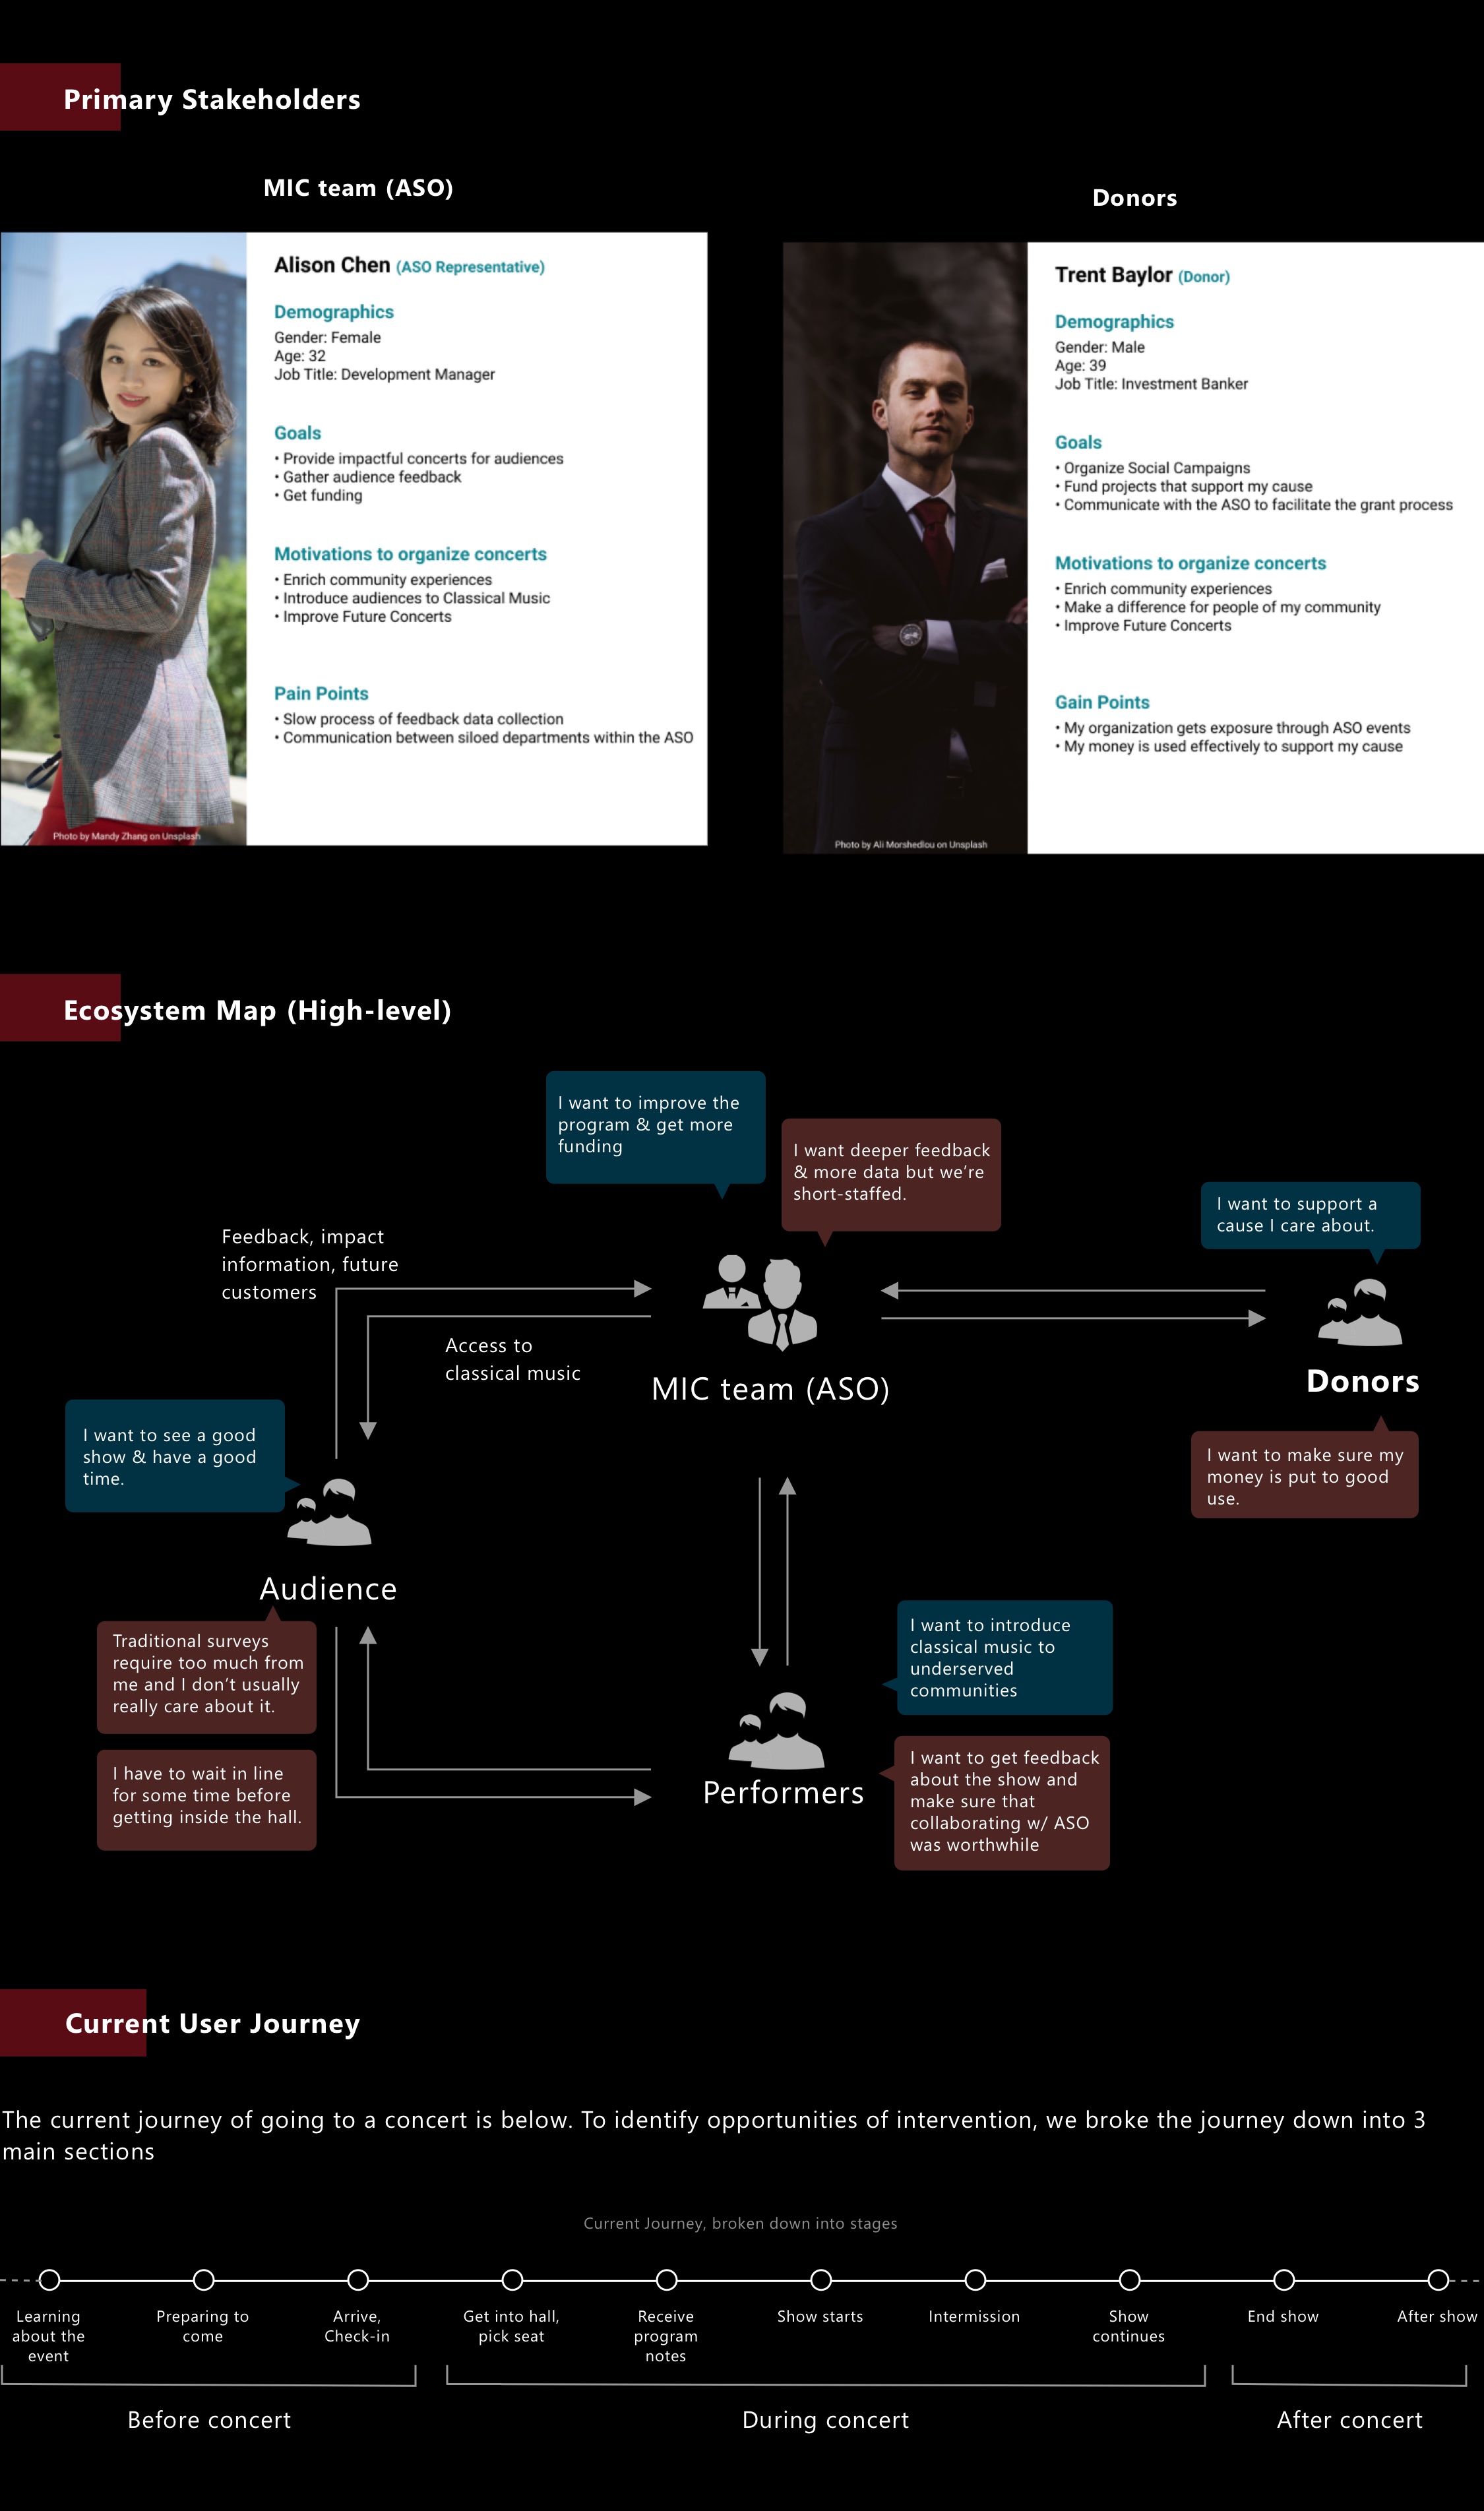 Primary Stakeholders
MIC team (ASO)
Alison Chen (ASO Representative)
Demographics
Gender: Female
Age: 32
Job Title: Development Manager
Goals
• Provide impactful concerts for audiences
• Gather audience feedback
• Get funding
Motivations to organize concerts
• Enrich community experiences
• Introduce audiences to Classical Music
• Improve Future Concerts
Pain Points
• Slow process of feedback data collection
• Communication between siloed departments within the ASO
Photo by Mandy Zhang on Unsplash
Donors
Trent Baylor (Donor)
Demographics
Gender: Male
Age: 39
Job Title: Investment Banker
Goals
• Organize Social Campaigns
• Fund projects that support my cause
• Communicate with the ASO to facilitate the grant process
Motivations to organize concerts
• Enrich community experiences
• Make a difference for people of my community
• Improve Future Concerts
Gain Points
• My organization gets exposure through ASO events
• My money is used effectively to support my cause
Photo by Ali Morshedlou on Unsplash
Ecosystem Map (High-level)
I want to improve the
program & get more
funding
I want deeper feedback
& more data but we're
short-staffed.
I want to support a
cause I care about.
Feedback, impact
information, future
customers
Access to
classical music
MIC team (ASO)
Donors
I want to make sure my
money is put to good
use.
I want to see a good
show & have a good
time.
Audience
Traditional surveys
require too much from
me and I don't usually
really care about it.
I have to wait in line
for some time before
getting inside the hall.
I want to introduce
classical music to
underserved
communities
Performers
I want to get feedback
about the show and
make sure that
collaborating w/ ASO
was worthwhile
Current User Journey
The current journey of going to a concert is below. To identify opportunities of intervention, we broke the journey down into 3
main sections
Current Journey, broken down into stages
Learning
about the
event
Preparing to
come
Arrive,
Check-in
Get into hall,
pick seat
Receive
program
notes
Show starts
Intermission
Show
continues
End show
After show
Before concert
During concert
After concert